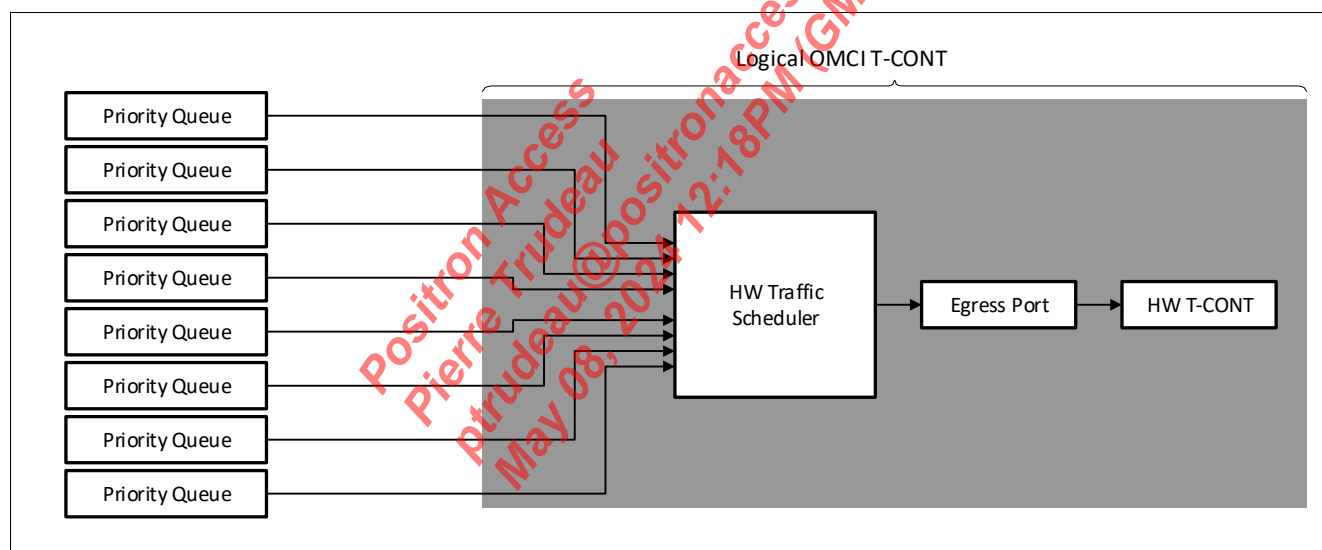 Logical OMCI T-CONT
Priority Queue
Priority Queue
Priority Queue
Priority Queue
Priority Queue
Priority Queue
Priority Queue
Priority Queue
HW Traffic
Scheduler
Egress Port
HW T-CONT
Positron Access
Pierre Trudeau
ptrudeau@positronaccess
May 08, 2024 12:18PM (GM